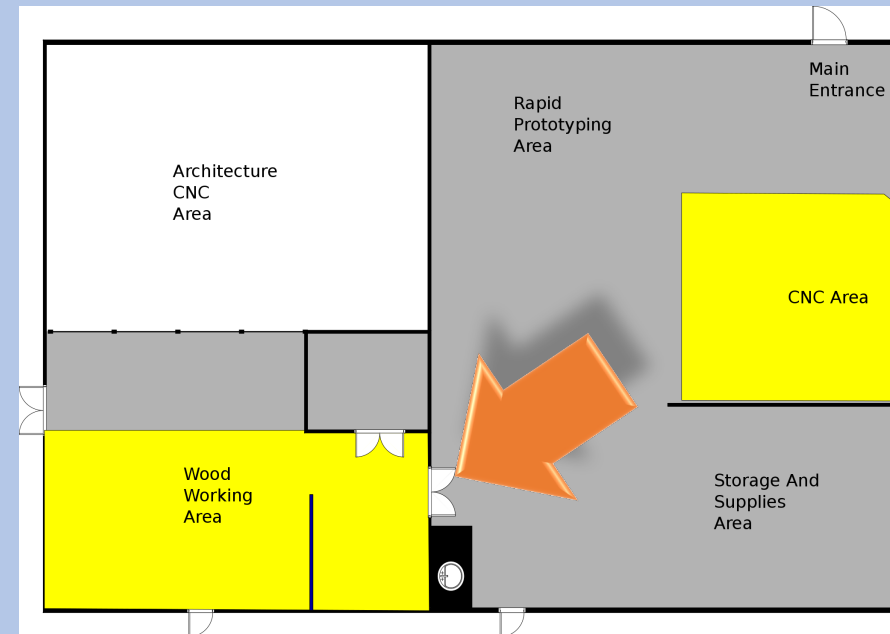 Main
Entrance
Rapid
Prototyping
Area
Architecture
CNC
Area
CNC Area
Wood
Working
Area
Storage And
Supplies
Area